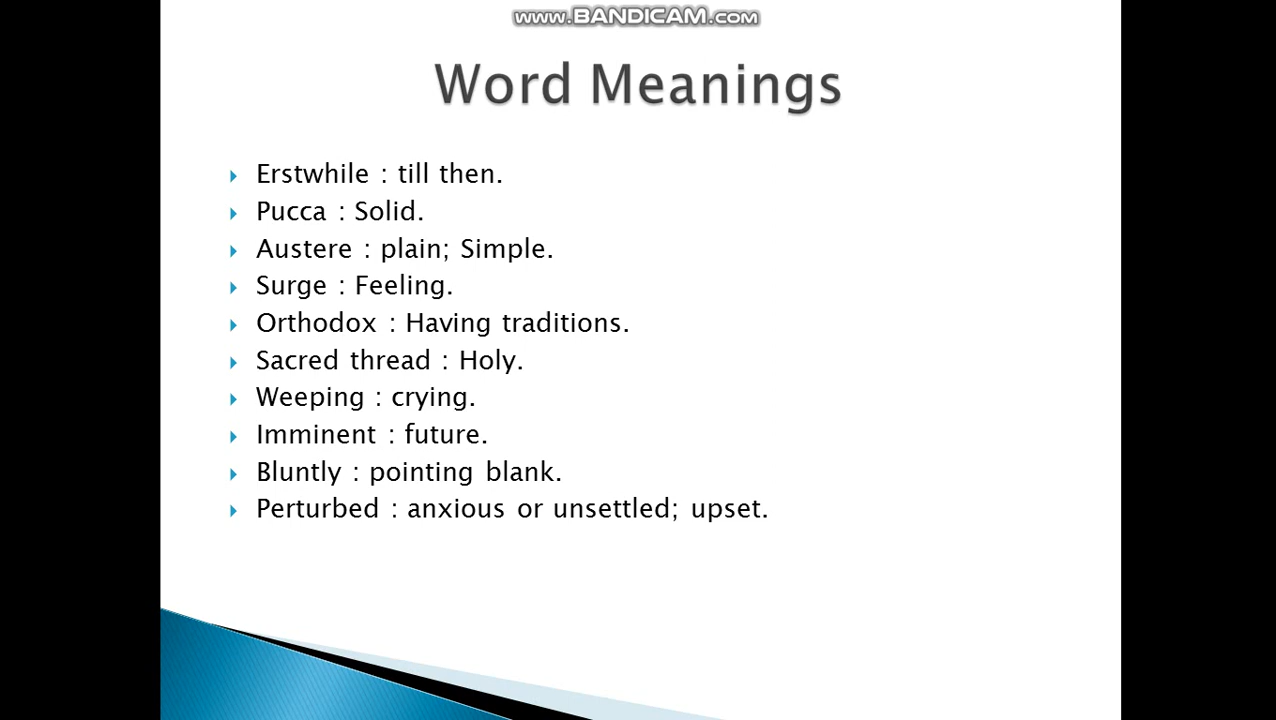 www.BANDICAM.com
Word Meanings
Erstwhile : till then.
Pucca : Solid.
Austere : plain; Simple.
Surge : Feeling.
Orthodox : Having traditions.
Sacred thread : Holy.
Weeping : crying.
Imminent : future.
Bluntly : pointing blank.
Perturbed : anxious or unsettled; upset.